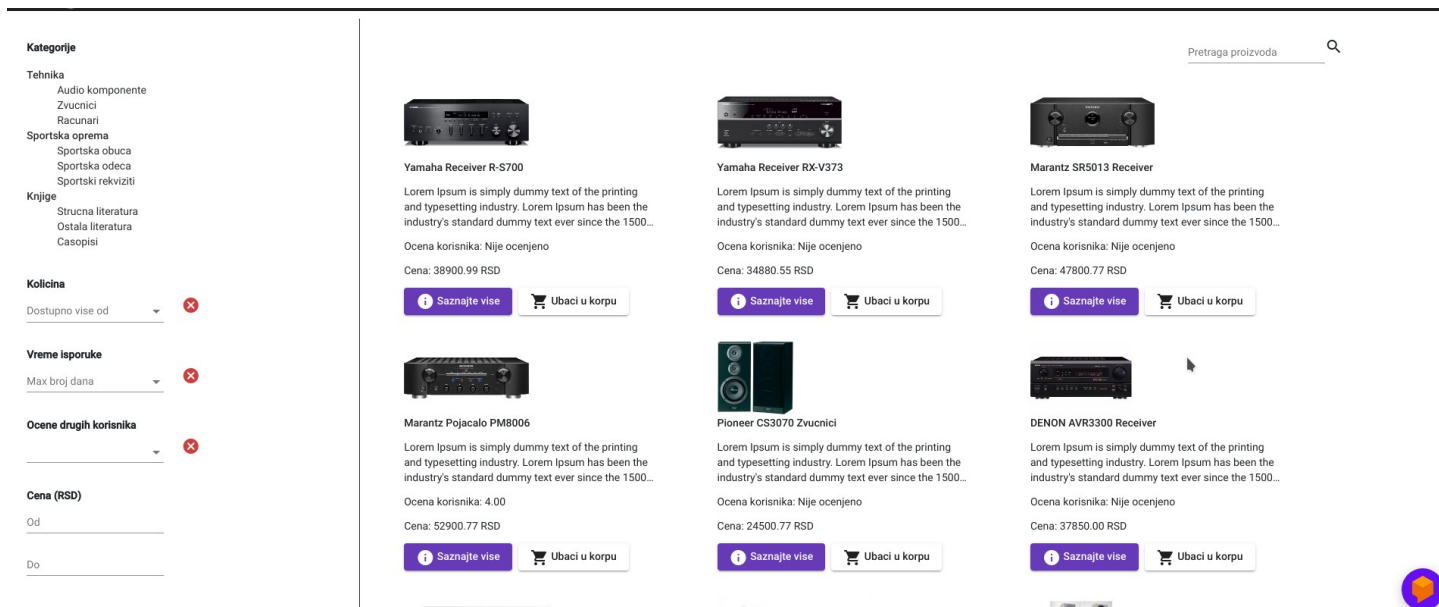 Kategorije
Tehnika
Audio komponente
Zvucnici
Racunari
Sportska oprema
Sportska obuca
Sportska odeca
Sportski rekviziti
Knjige
Strucna literatura
Ostala literatura
Casopisi
Kolicina
Dostupno vise od
Vreme isporuke
Max broj dana
Ocene drugih korisnika
Cena (RSD)
Od
Do
Pretraga proizvoda
Yamaha Receiver R-S700
Lorem Ipsum is simply dummy text of the printing
and typesetting industry. Lorem Ipsum has been the
industry's standard dummy text ever since the 1500…
Ocena korisnika: Nije ocenjeno
Cena: 38900.99 RSD
Saznajte vise
Ubaci u korpu
Yamaha Receiver RX-V373
Lorem Ipsum is simply dummy text of the printing
and typesetting industry. Lorem Ipsum has been the
industry's standard dummy text ever since the 1500…
Ocena korisnika: Nije ocenjeno
Cena: 34880.55 RSD
Saznajte vise
Ubaci u korpu
Marantz SR5013 Receiver
Lorem Ipsum is simply dummy text of the printing
and typesetting industry. Lorem Ipsum has been the
industry's standard dummy text ever since the 1500…
Ocena korisnika: Nije ocenjeno
Cena: 47800.77 RSD
Saznajte vise
Ubaci u korpu
Marantz Pojacalo PM8006
Lorem Ipsum is simply dummy text of the printing
and typesetting industry. Lorem Ipsum has been the
industry's standard dummy text ever since the 1500…
Ocena korisnika: 4.00
Cena: 52900.77 RSD
Saznajte vise
Ubaci u korpu
Pioneer CS3070 Zvucnici
Lorem Ipsum is simply dummy text of the printing
and typesetting industry. Lorem Ipsum has been the
industry's standard dummy text ever since the 1500…
Ocena korisnika: Nije ocenjeno
Cena: 24500.77 RSD
Saznajte vise
Ubaci u korpu
DENON AVR3300 Receiver
Lorem Ipsum is simply dummy text of the printing
and typesetting industry. Lorem Ipsum has been the
industry's standard dummy text ever since the 1500…
Ocena korisnika: Nije ocenjeno
Cena: 37850.00 RSD
Saznajte vise
Ubaci u korpu